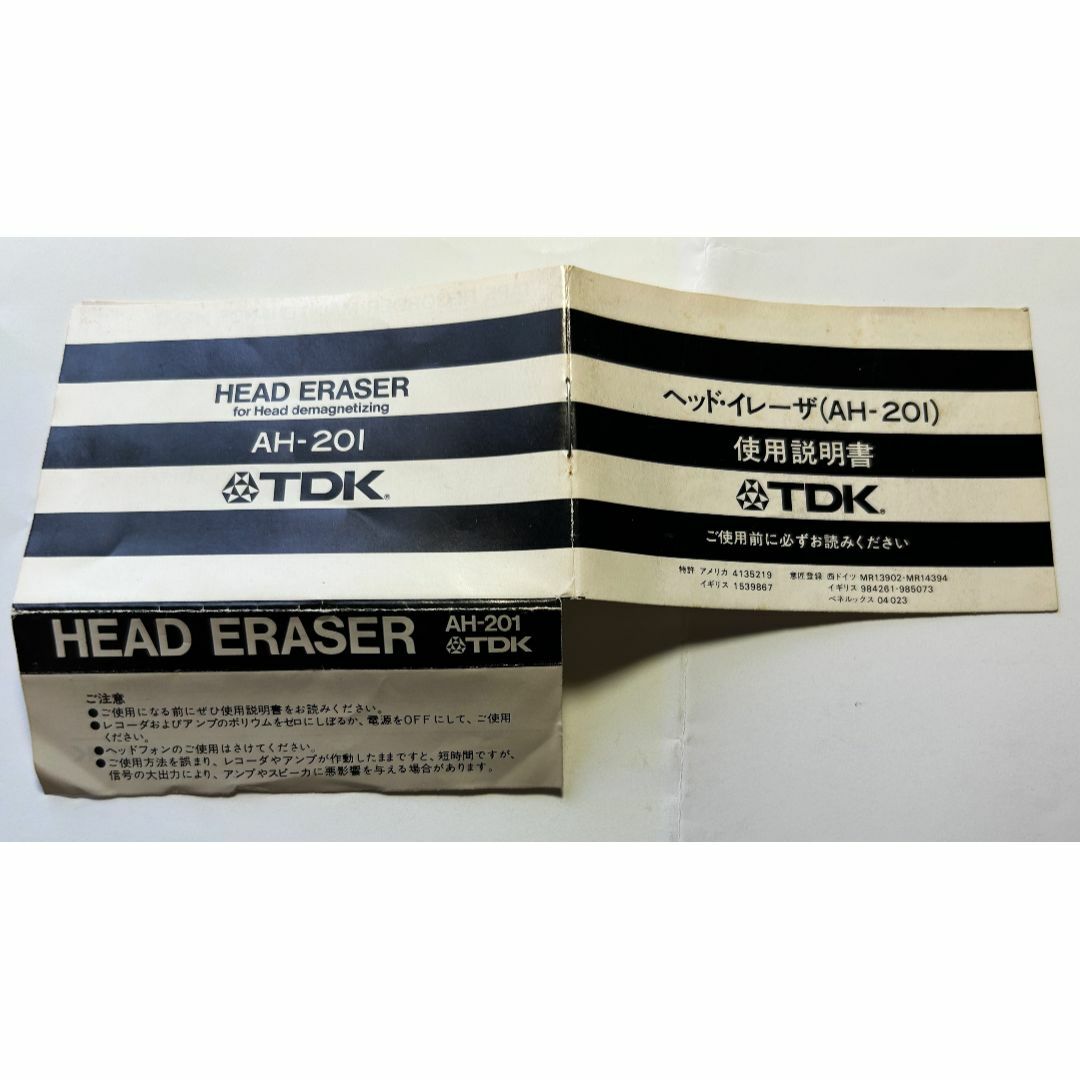 HEAD ERASER
for Head demagnetizing
AH-201
TDK®
ヘッド・イレーザ(AH-201)
使用説明書
TDK®
ご使用前に必ずお読みください
特許 アメリカ 4135219 意匠登録 西ドイツ MR13902-MR14394
イギリス 1539867 イギリス 984261-985073
ベネルックス 04023
HEAD ERASER AH-201
TDK
ご注意
●ご使用になる前にぜひ使用説明書をお読みください。
●レコーダおよびアンプのボリウムをゼロにしぼるか、電源をOFFにして、ご使用
ください。
●ヘッドフォンのご使用はさけてください。
●ご使用方法を誤まり、レコーダやアンプが作動したままですと、短時間ですが、
信号の大出力により、アンプやスピーカに悪影響を与える場合があります。